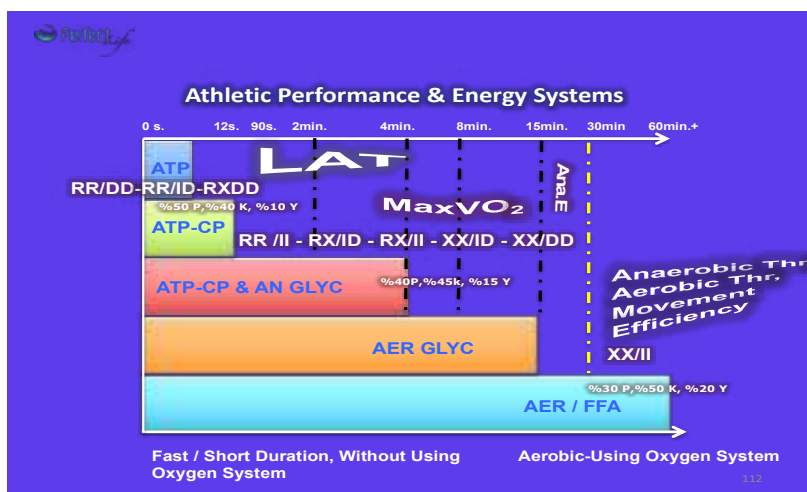 Perfect Life
Athletic Performance & Energy Systems
0 s. 12s. 90s. 2min. 4min. 8min. 15min. 30min 60min.+
ATP
LAT
Ana.E
RR/DD-RR/ID-RXDD
%50 P,%40 K, %10 Y
MaxVO2
ATP-CP
RR /II - RX/ID - RX/II - XX/ID - XX/DD
ATP-CP & AN GLYC
%40P,%45k, %15 Y
Anaerobic Thr
Aerobic Thr,
Movement
Efficiency
AER GLYC
XX/II
%30 P,%50 K, %20 Y
AER / FFA
Fast / Short Duration, Without Using
Oxygen System
Aerobic-Using Oxygen System
112